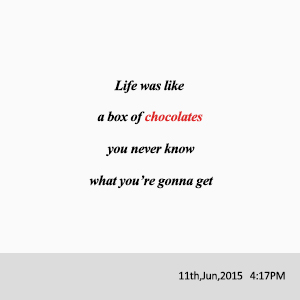 Life was like
a box of chocolates
you never know
what you're gonna get
11th,Jun,2015 4:17PM